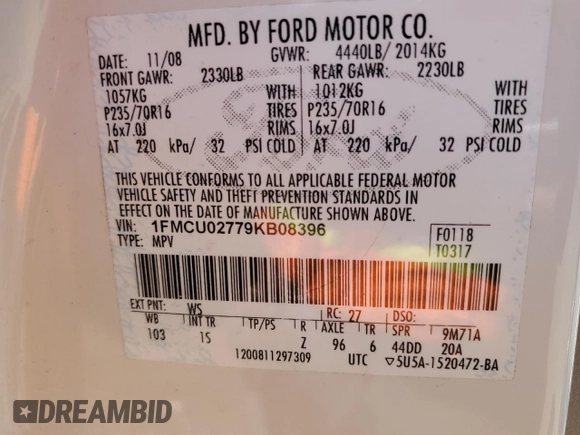 MFD. BY FORD MOTOR CO.
DATE: 11/08 GVWR: 4440LB/ 2014KG
FRONT GAWR: 2330LB REAR GAWR: 2230LB
1057KG WITH 1012KG WITH
P235/70R16 TIRES P235/70R16 TIRES
16x7.0J RIMS 16x7.0J RIMS
AT 220 kPa/ 32 PSI COLD AT 220 kPa/ 32 PSI COLD
THIS VEHICLE CONFORMS TO ALL APPLICABLE FEDERAL MOTOR
VEHICLE SAFETY AND THEFT PREVENTION STANDARDS IN
EFFECT ON THE DATE OF MANUFACTURE SHOWN ABOVE.
VIN: 1FMCU02779KB08396 F0118
TYPE: MPV T0317
EXT PNT: WS RC: 27 DSO:
WB INT TR TP/PS R AXLE TR SPR 9M71A
103 IS Z 96 6 44DD 20A
1200811297309 UTC ▽5U5A-1520472-BA
DREAMBID